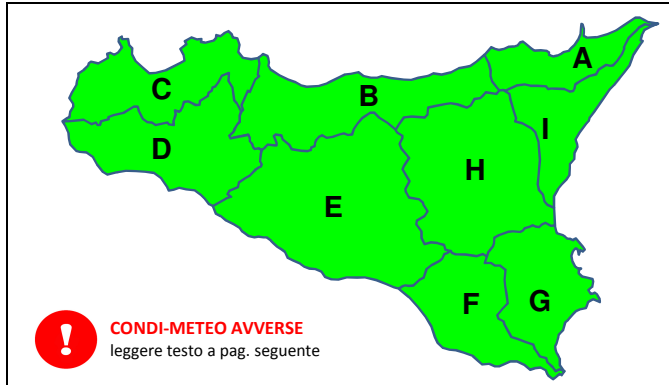 A
C
B
I
D
H
E
F
G
!
CONDI-METEO AVVERSE
leggere testo a pag. seguente